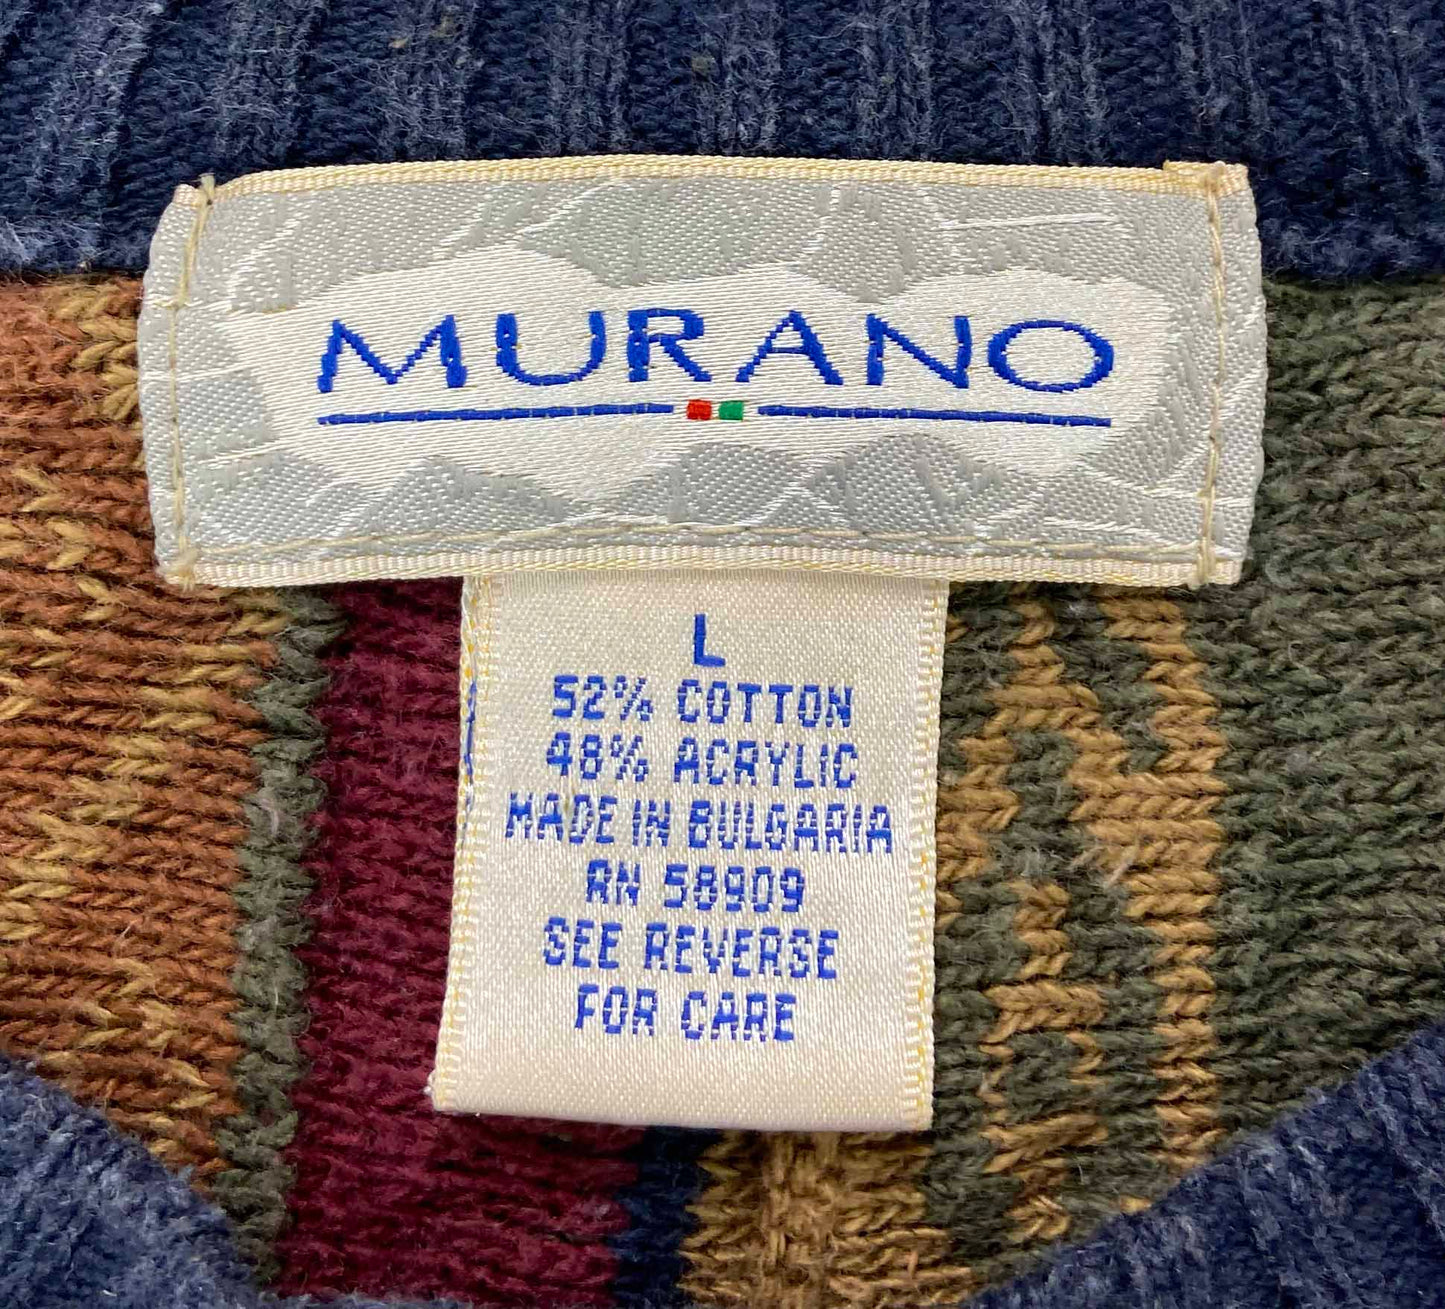 MURANO
L
52% COTTON
48% ACRYLIC
MADE IN BULGARIA
RN 58909
SEE REVERSE
FOR CARE